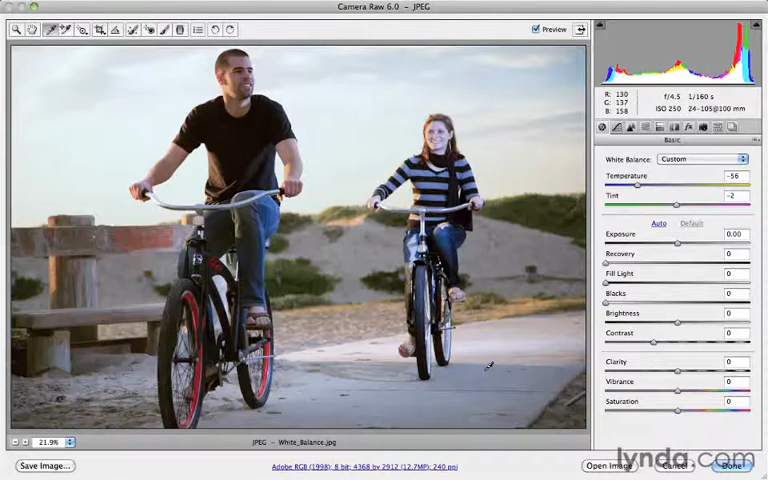 Camera Raw 6.0 - JPEG
Preview
R: 130
G: 137
B: 158
f/4.5 1/160 s
ISO 250 24-105@100 mm
Basic
White Balance: Custom
Temperature -56
Tint -2
Auto Default
Exposure 0.00
Recovery 0
Fill Light 0
Blacks 0
Brightness 0
Contrast 0
Clarity 0
Vibrance 0
Saturation 0
21.9%
JPEG - White_Balance.jpg
Save Image...
Adobe RGB (1998); 8 bit; 4368 by 2912 (12.7MP); 240 ppi
Open Image
Cancel
Done
lynda.com